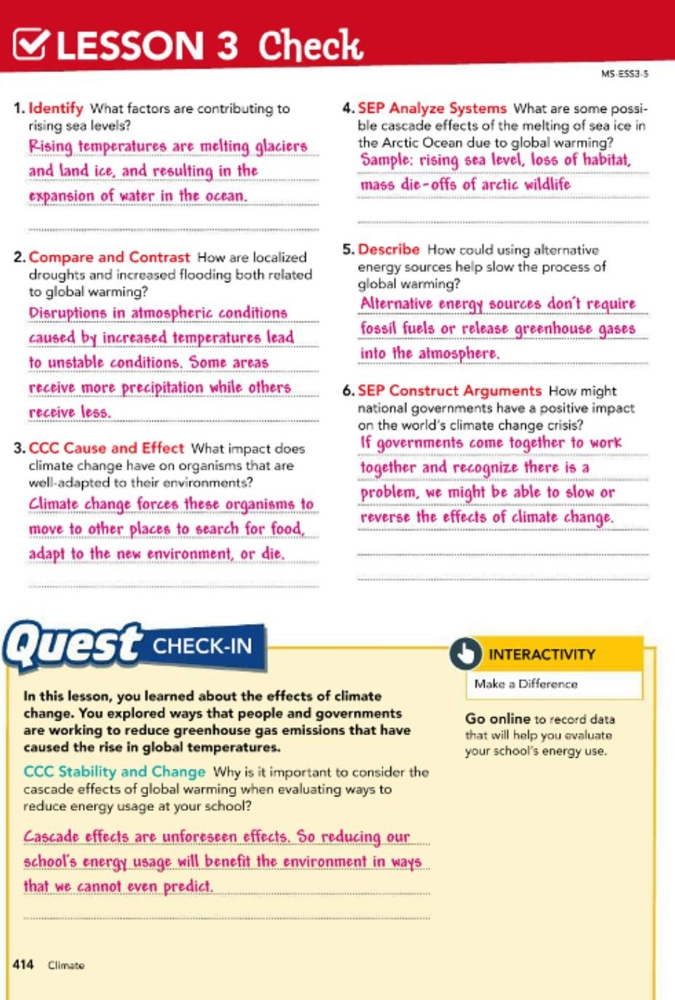 LESSON 3 Check
MS-ESS3-5
1. Identify What factors are contributing to
rising sea levels?
Rising temperatures are melting glaciers
and land ice, and resulting in the
expansion of water in the ocean.
2. Compare and Contrast How are localized
droughts and increased flooding both related
to global warming?
Disruptions in atmospheric conditions
caused by increased temperatures lead
to unstable conditions. Some areas
receive more precipitation while others
receive less.
3. CCC Cause and Effect What impact does
climate change have on organisms that are
well-adapted to their environments?
Climate change forces these organisms to
move to other places to search for food,
adapt to the new environment, or die.
4. SEP Analyze Systems What are some possi-
ble cascade effects of the melting of sea ice in
the Arctic Ocean due to global warming?
Sample: rising sea level, loss of habitat,
mass die-offs of arctic wildlife
5. Describe How could using alternative
energy sources help slow the process of
global warming?
Alternative energy sources don't require
fossil fuels or release greenhouse gases
into the atmosphere.
6. SEP Construct Arguments How might
national governments have a positive impact
on the world's climate change crisis?
If governments come together to work
together and recognize there is a
problem, we might be able to slow or
reverse the effects of climate change.
Quest CHECK-IN
In this lesson, you learned about the effects of climate
change. You explored ways that people and governments
are working to reduce greenhouse gas emissions that have
caused the rise in global temperatures.
CCC Stability and Change Why is it important to consider the
cascade effects of global warming when evaluating ways to
reduce energy usage at your school?
Cascade effects are unforeseen effects. So reducing our
school's energy usage will benefit the environment in ways
that we cannot even predict.
INTERACTIVITY
Make a Difference
Go online to record data
that will help you evaluate
your school's energy use.
414 Climate